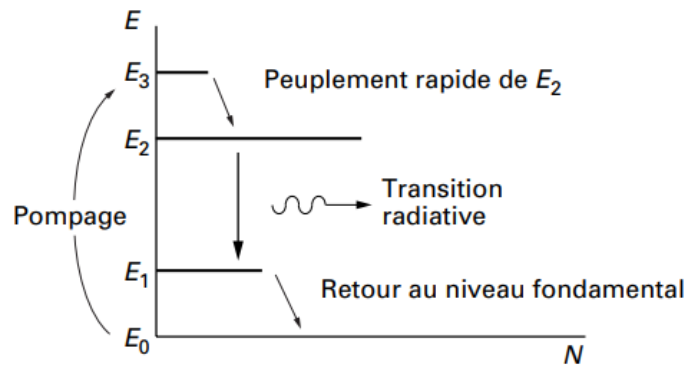 E
E3
Peuplement rapide de E2
E2
Transition
radiative
Pompage
E1
Retour au niveau fondamental
E0
N